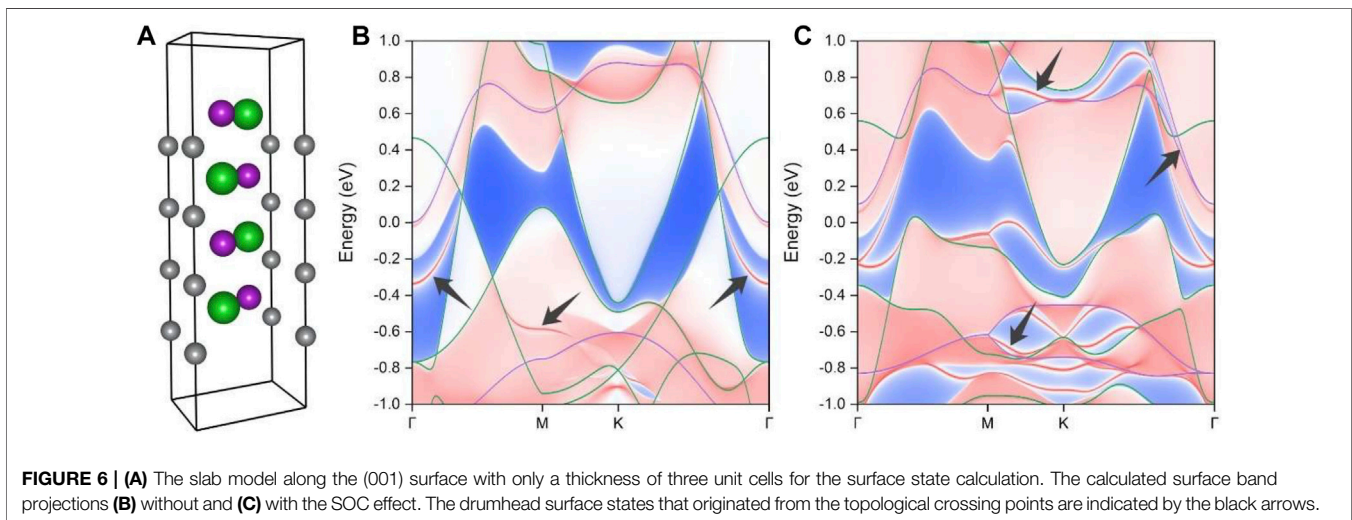 A
B
C
1.0
0.8
0.6
0.4
0.2
0.0
-0.2
-0.4
-0.6
-0.8
-1.0
Energy (eV)
Γ M K Γ
1.0
0.8
0.6
0.4
0.2
0.0
-0.2
-0.4
-0.6
-0.8
-1.0
Energy (eV)
Γ M K Γ
FIGURE 6 | (A) The slab model along the (001) surface with only a thickness of three unit cells for the surface state calculation. The calculated surface band
projections (B) without and (C) with the SOC effect. The drumhead surface states that originated from the topological crossing points are indicated by the black arrows.